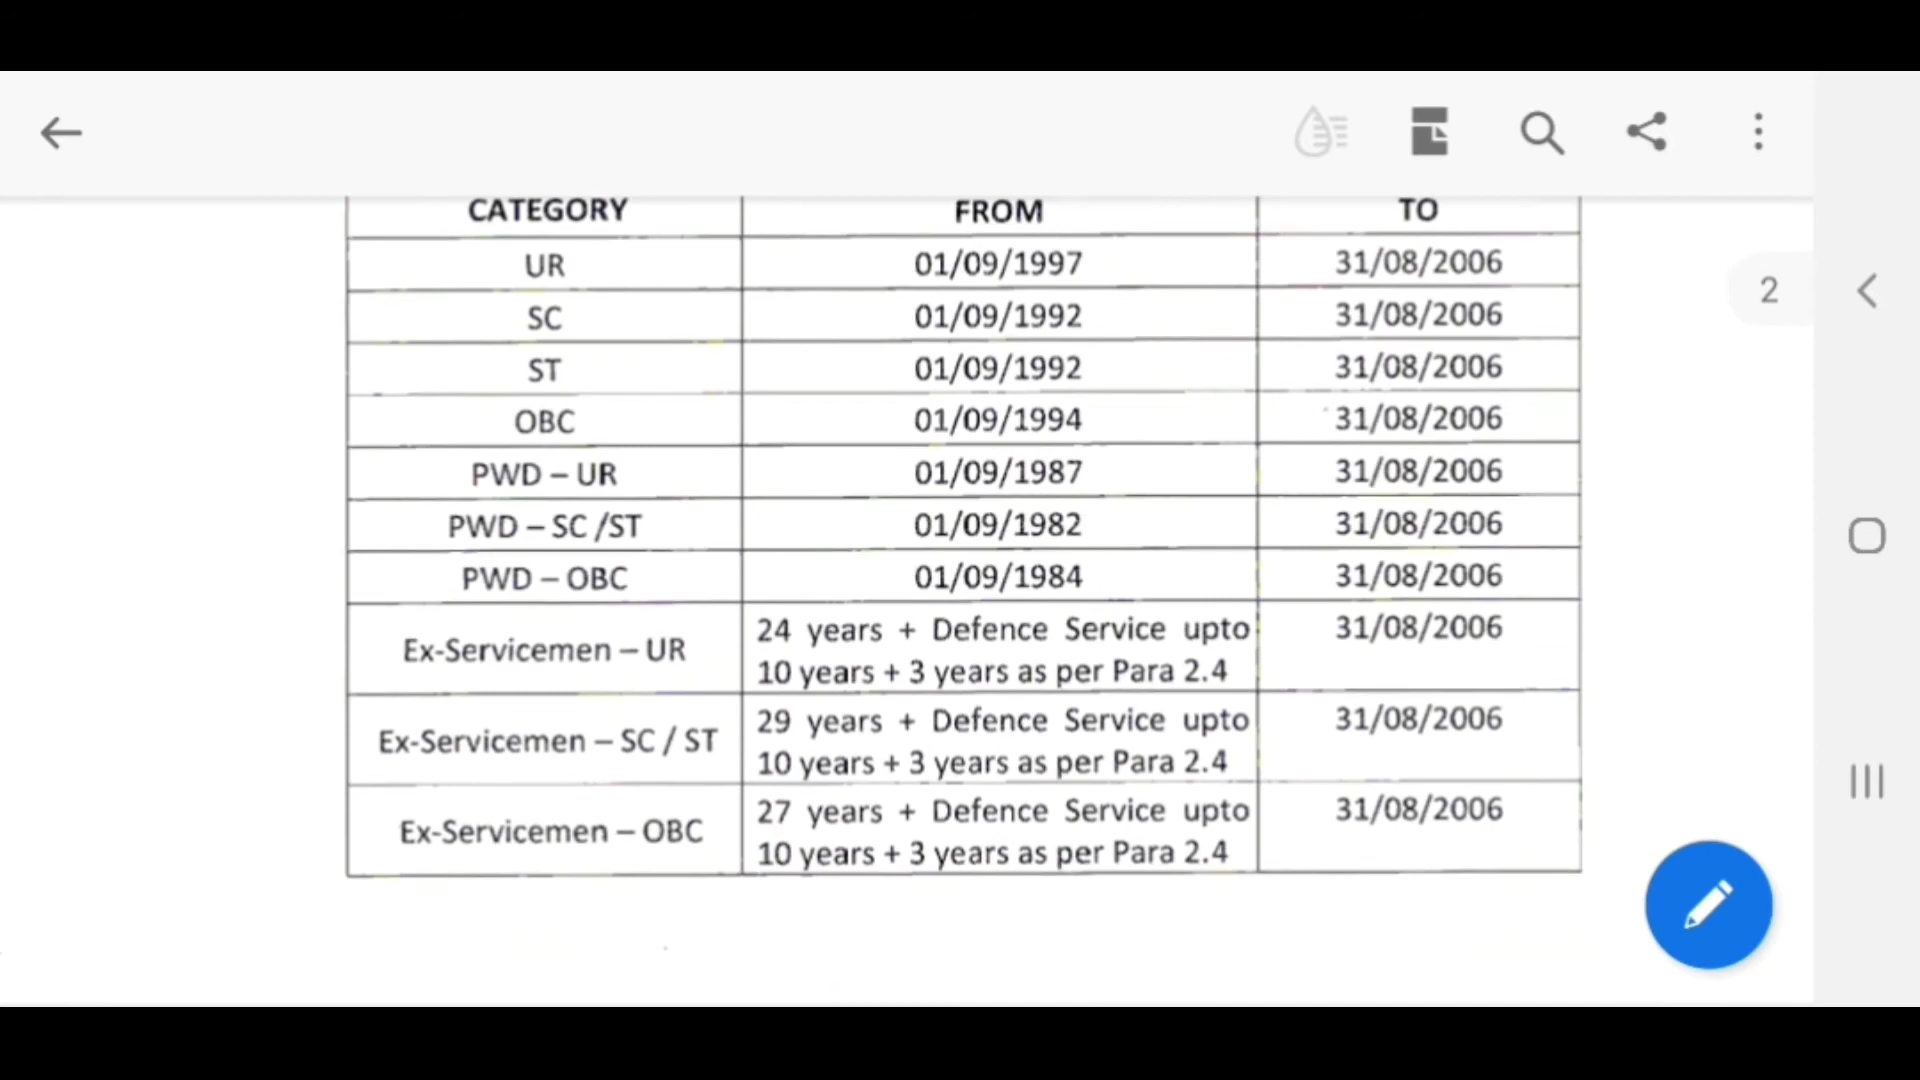 CATEGORY FROM TO
UR 01/09/1997 31/08/2006
2
SC 01/09/1992 31/08/2006
ST 01/09/1992 31/08/2006
OBC 01/09/1994 31/08/2006
PWD – UR 01/09/1987 31/08/2006
PWD – SC /ST 01/09/1982 31/08/2006
PWD – OBC 01/09/1984 31/08/2006
Ex-Servicemen – UR 24 years + Defence Service upto 31/08/2006
10 years + 3 years as per Para 2.4
Ex-Servicemen – SC / ST 29 years + Defence Service upto 31/08/2006
10 years + 3 years as per Para 2.4
Ex-Servicemen – OBC 27 years + Defence Service upto 31/08/2006
10 years + 3 years as per Para 2.4